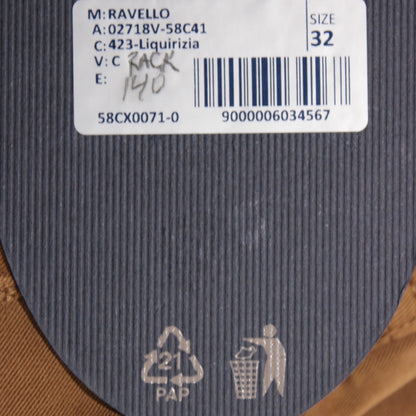 M: RAVELLO
A: 02718V-58C41
C: 423-Liquirizia
V: C RACK
E: 140
SIZE
32
58CX0071-0
9000006034567
21
PAP